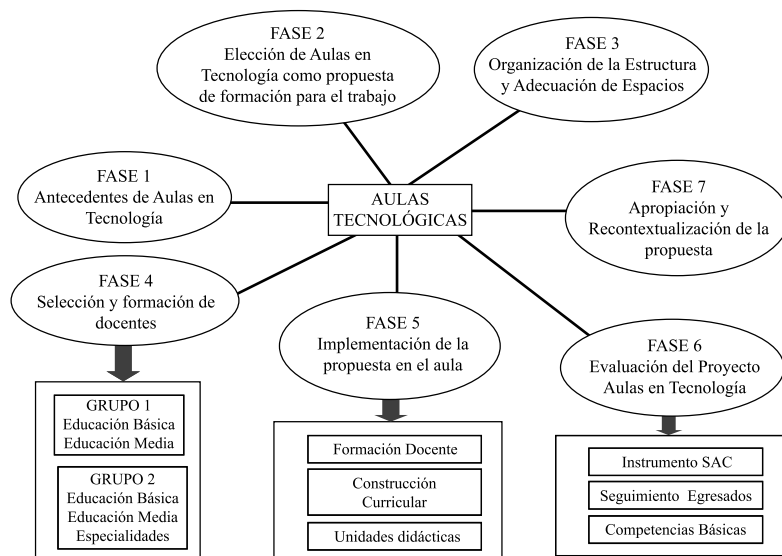 FASE 2
Elección de Aulas en
Tecnología como propuesta
de formación para el trabajo
FASE 3
Organización de la Estructura
y Adecuación de Espacios
FASE 1
Antecedentes de Aulas en
Tecnología
AULAS
TECNOLÓGICAS
FASE 7
Apropiación y
Recontextualización de la
propuesta
FASE 4
Selección y formación de
docentes
FASE 5
Implementación de la
propuesta en el aula
FASE 6
Evaluación del Proyecto
Aulas en Tecnología
GRUPO 1
Educación Básica
Educación Media
GRUPO 2
Educación Básica
Educación Media
Especialidades
Formación Docente
Construcción
Curricular
Unidades didácticas
Instrumento SAC
Seguimiento Egresados
Competencias Básicas